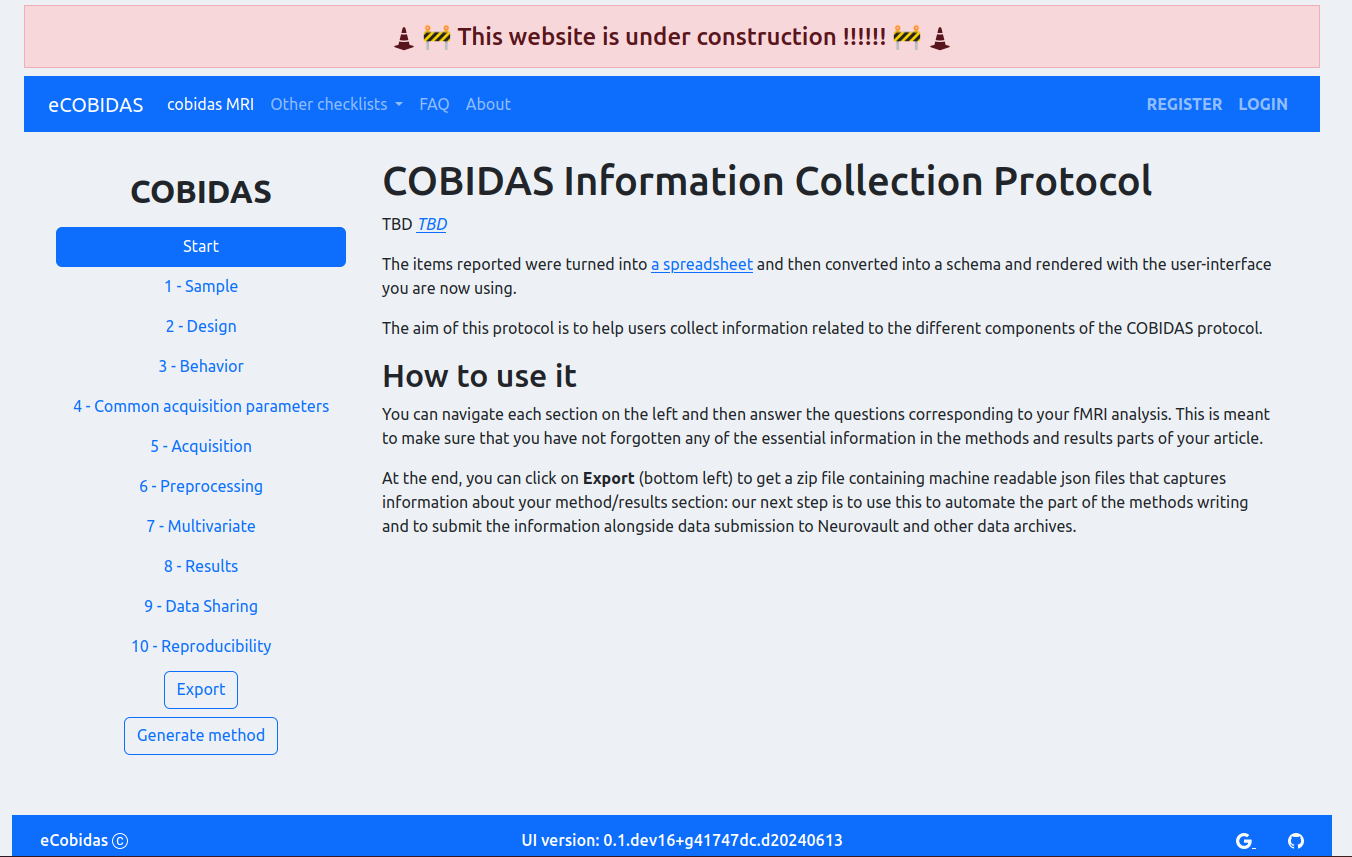 This website is under construction !!!!!!
eCOBIDAS cobidas MRI Other checklists FAQ About REGISTER LOGIN
COBIDAS
Start
1 - Sample
2 - Design
3 - Behavior
4 - Common acquisition parameters
5 - Acquisition
6 - Preprocessing
7 - Multivariate
8 - Results
9 - Data Sharing
10 - Reproducibility
Export
Generate method
COBIDAS Information Collection Protocol
TBD TBD
The items reported were turned into a spreadsheet and then converted into a schema and rendered with the user-interface
you are now using.
The aim of this protocol is to help users collect information related to the different components of the COBIDAS protocol.
How to use it
You can navigate each section on the left and then answer the questions corresponding to your fMRI analysis. This is meant
to make sure that you have not forgotten any of the essential information in the methods and results parts of your article.
At the end, you can click on Export (bottom left) to get a zip file containing machine readable json files that captures
information about your method/results section: our next step is to use this to automate the part of the methods writing
and to submit the information alongside data submission to Neurovault and other data archives.
eCobidas © UI version: 0.1.dev16+g41747dc.d20240613 G